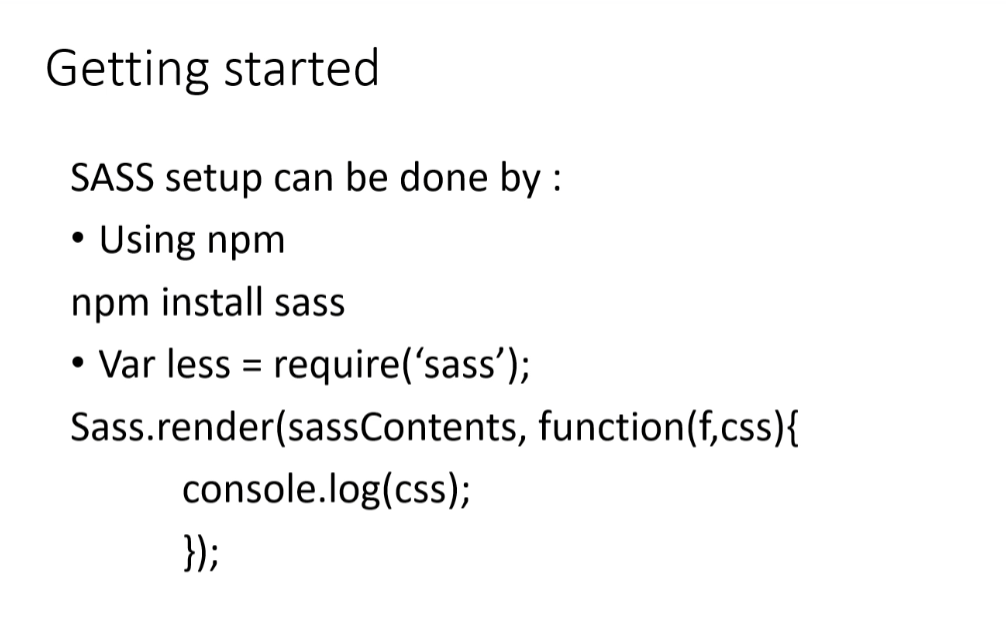 Getting started
SASS setup can be done by :
• Using npm
npm install sass
• Var less = require(‘sass’);
Sass.render(sassContents, function(f,css){
console.log(css);
});